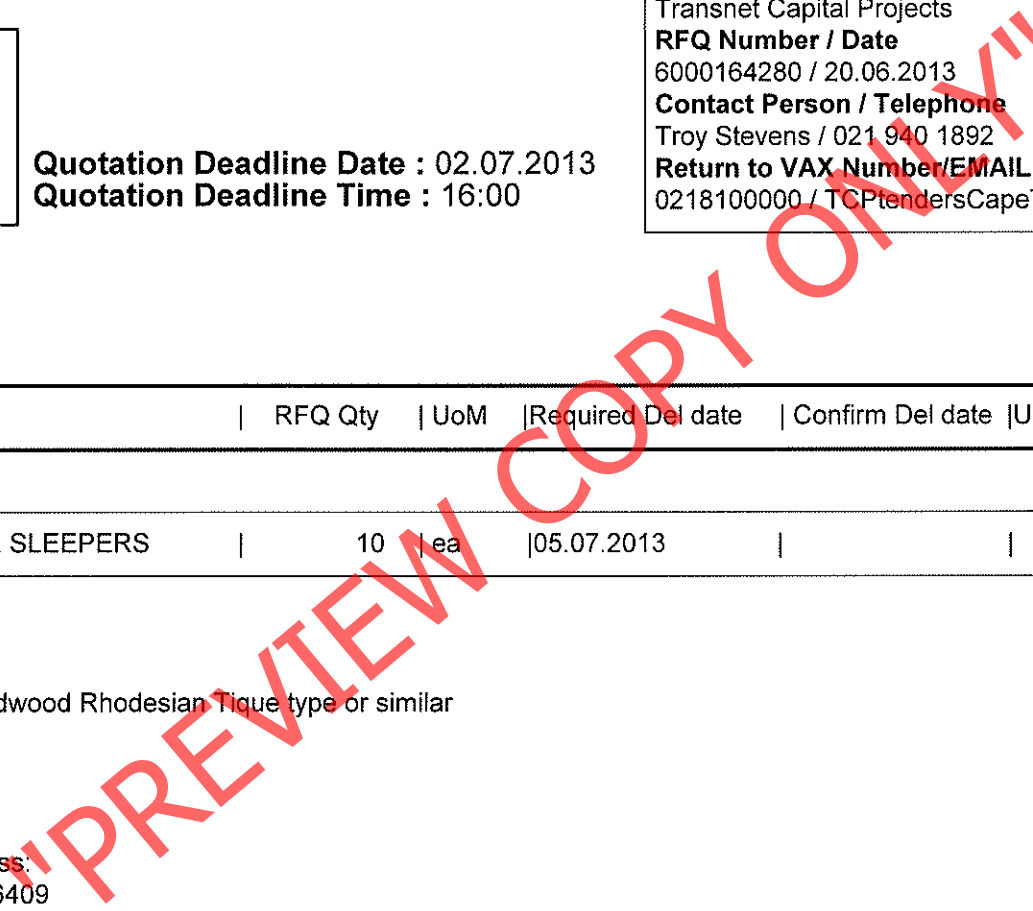 Transnet Capital Projects
RFQ Number / Date
6000164280 / 20.06.2013
Contact Person / Telephone
Troy Stevens / 021 940 1892
Return to VAX Number/EMAIL
0218100000 / TCPtendersCape
Quotation Deadline Date : 02.07.2013
Quotation Deadline Time : 16:00
| RFQ Qty | UoM |Required Del date | Confirm Del date |U
SLEEPERS | 10 | ea |05.07.2013 | |
dwood Rhodesian Tique type or similar
ss:
6409
"PREVIEW COPY ONLY"